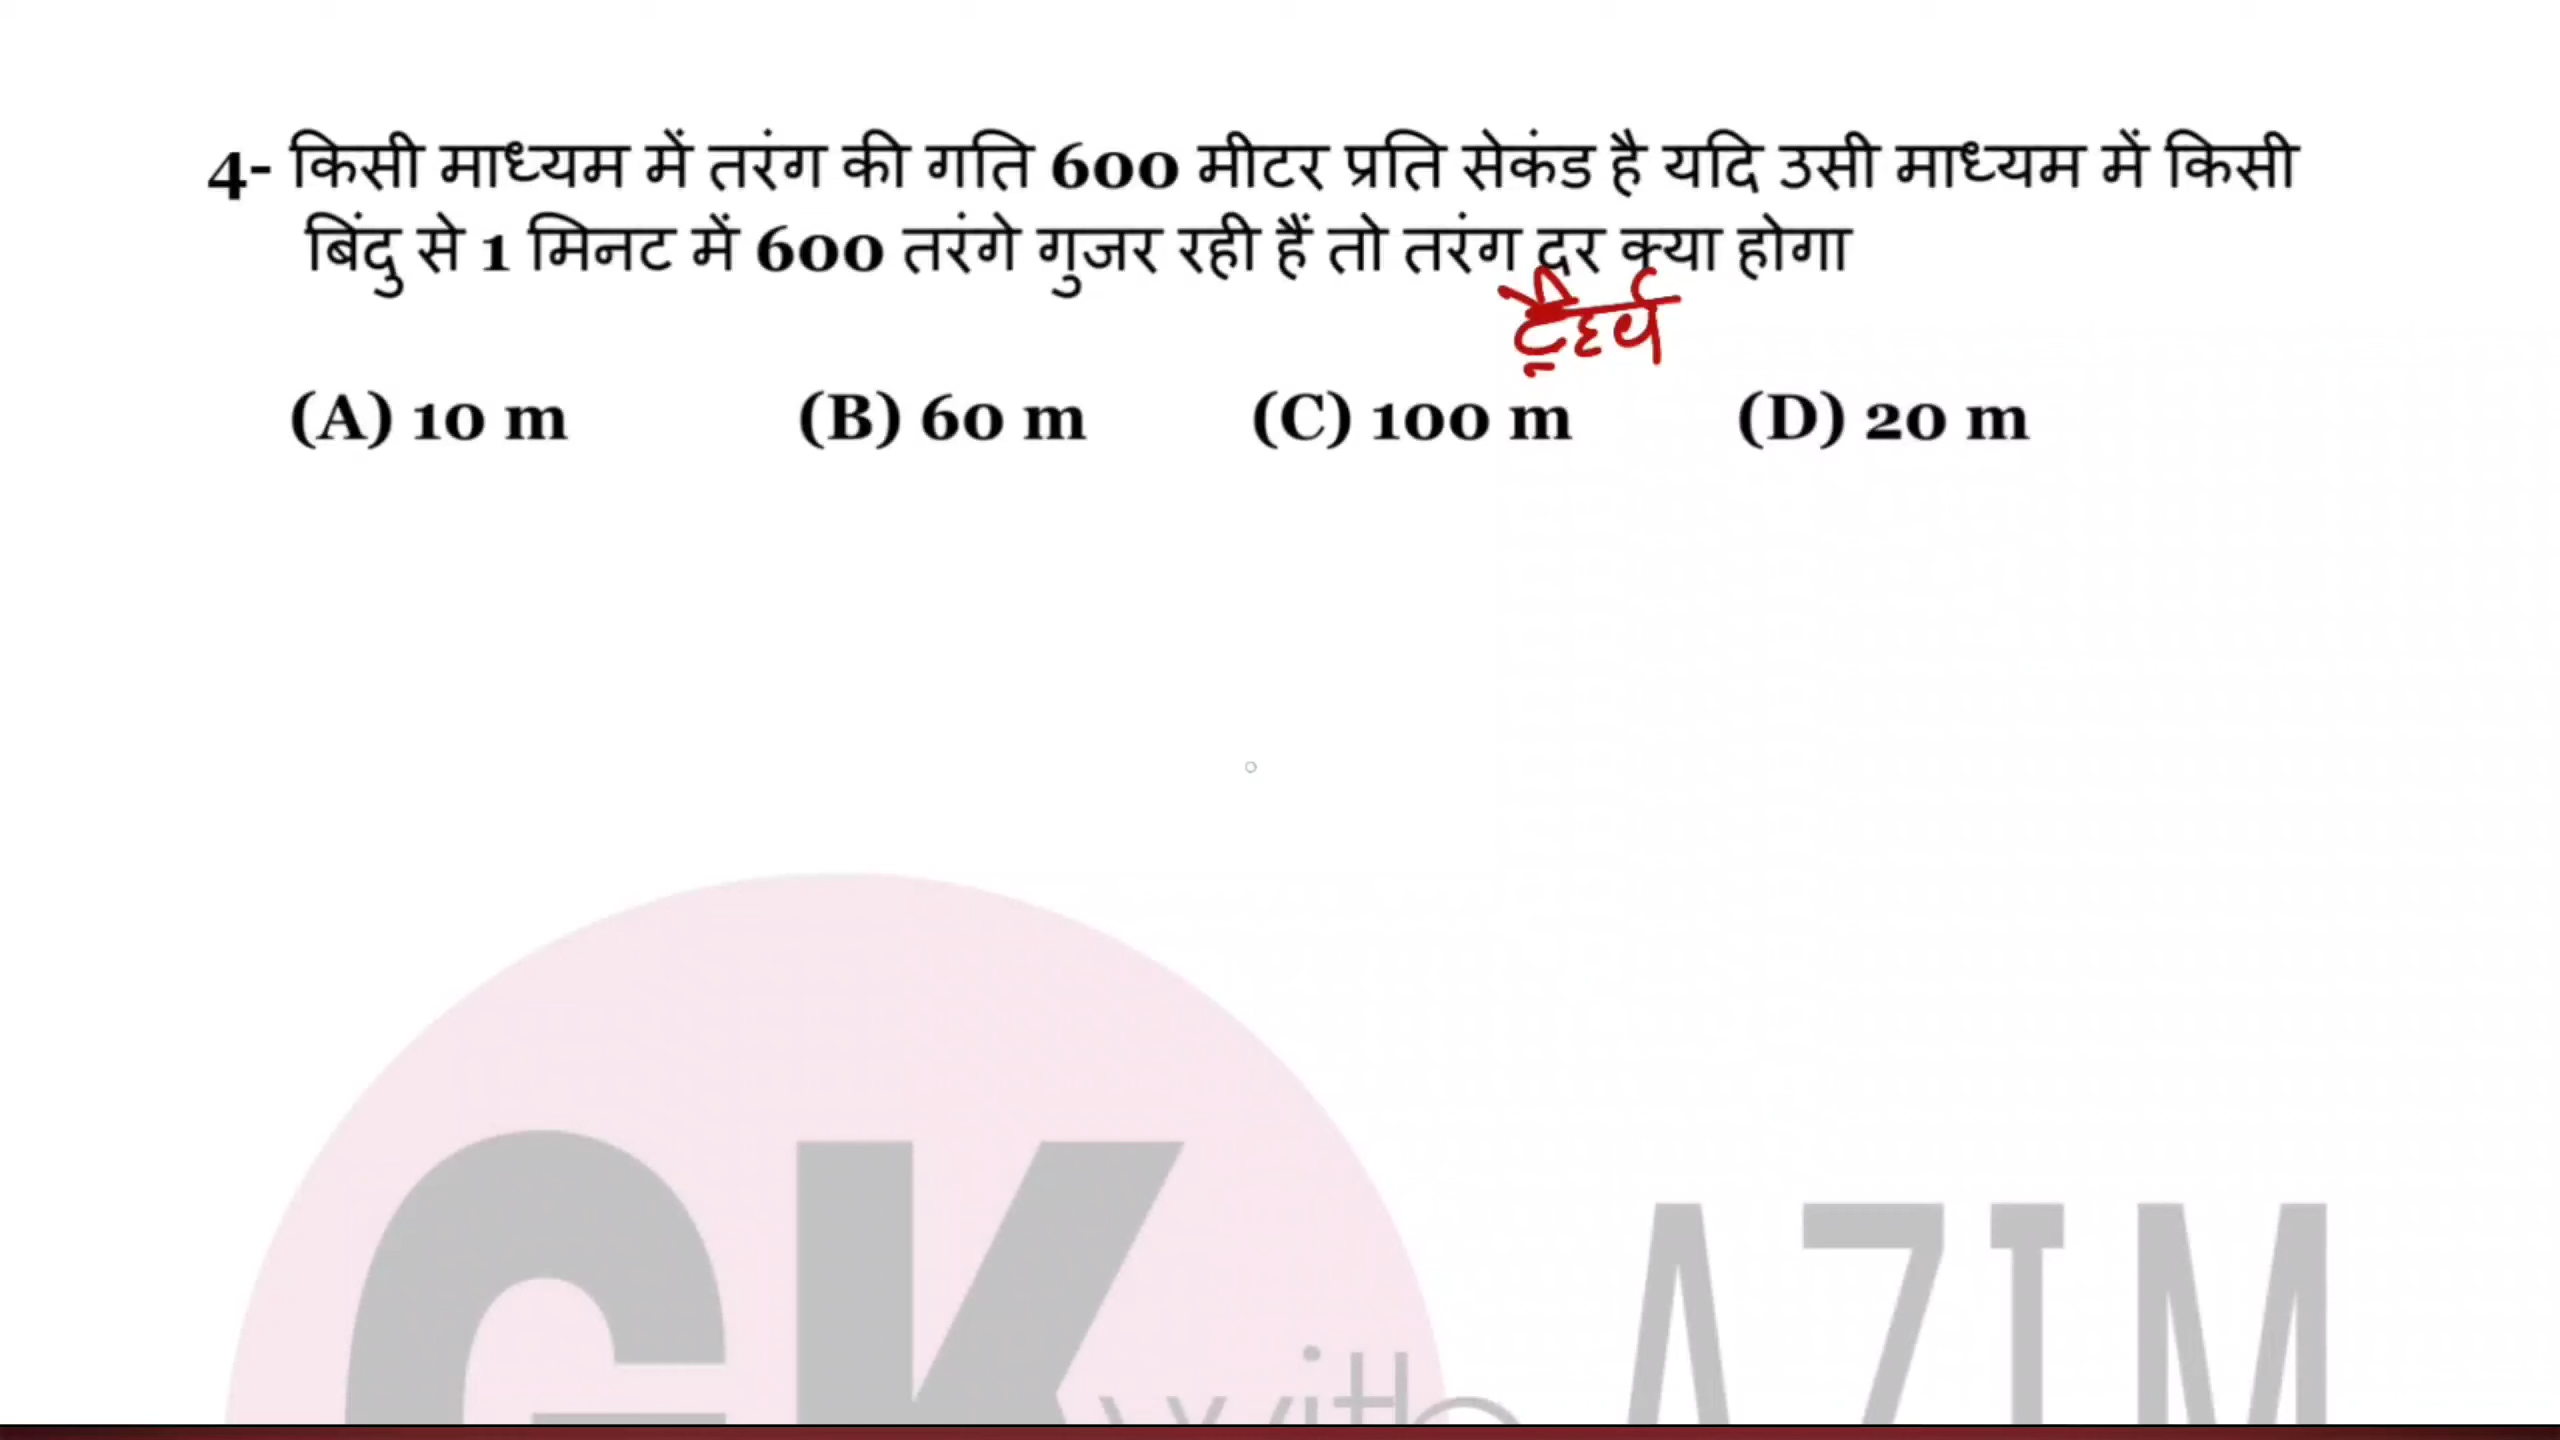 4- किसी माध्यम में तरंग की गति 600 मीटर प्रति सेकंड है यदि उसी माध्यम में किसी
बिंदु से 1 मिनट में 600 तरंगे गुजर रही हैं तो तरंग दर क्या होगा
दैर्ध्य
(A) 10 m (B) 60 m (C) 100 m (D) 20 m
GK with AZIM